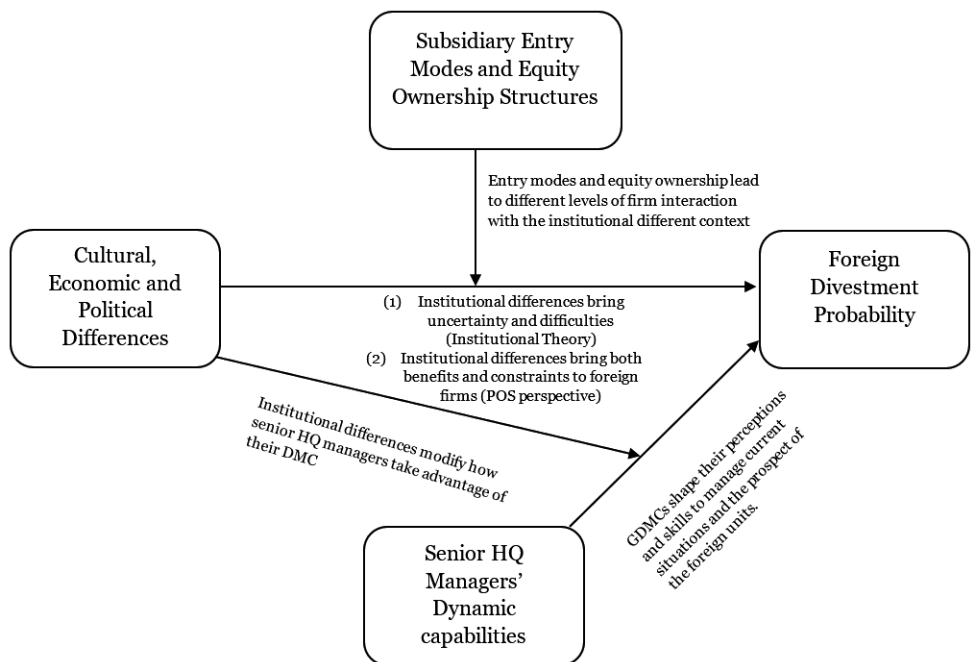 Subsidiary Entry
Modes and Equity
Ownership Structures
Entry modes and equity ownership lead
to different levels of firm interaction
with the institutional different context
Cultural,
Economic and
Political
Differences
Foreign
Divestment
Probability
(1) Institutional differences bring
uncertainty and difficulties
(Institutional Theory)
(2) Institutional differences bring both
benefits and constraints to foreign
firms (POS perspective)
Institutional differences modify how
senior HQ managers take advantage of
their DMC
GDMCs shape their perceptions
and skills to manage current
situations and the prospect of
the foreign units.
Senior HQ
Managers’
Dynamic
capabilities